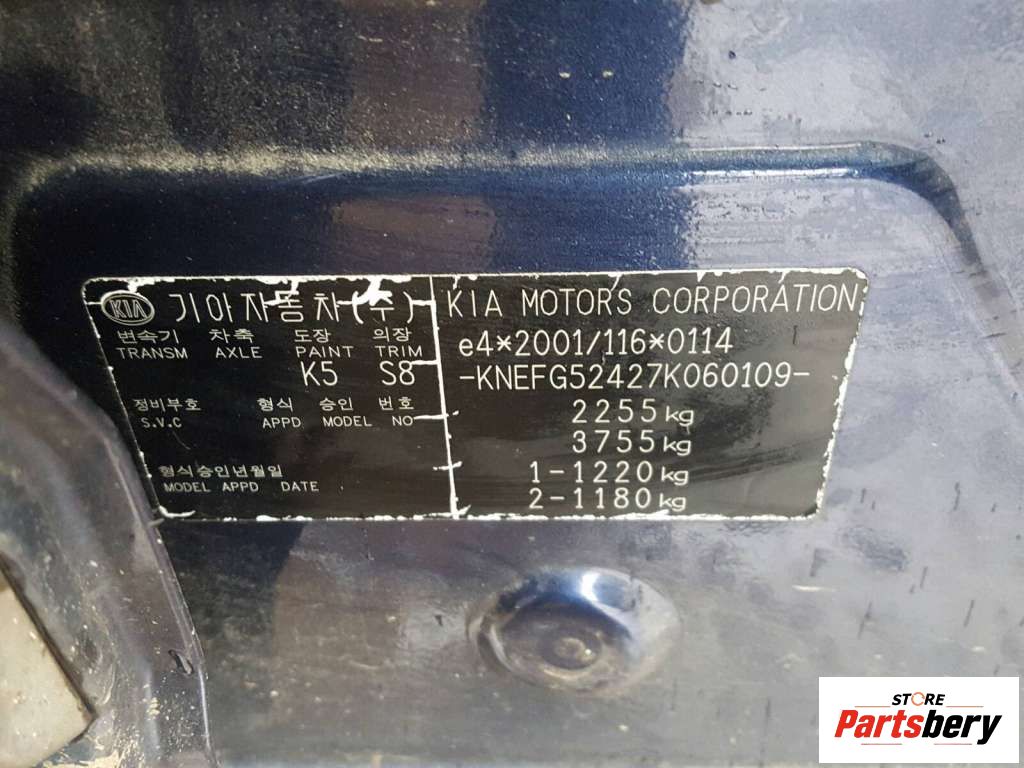 KIA 기아자동차(주)
변속기 차축 도장 의장
TRANSM AXLE PAINT TRIM
K5 S8
정비부호 형식 승인 번호
S.V.C APPD MODEL NO
형식승인년월일
MODEL APPD DATE
KIA MOTORS CORPORATION
e4*2001/116*0114
-KNEFG52427K060109-
2255kg
3755kg
1-1220kg
2-1180kg
STORE
Partsbery